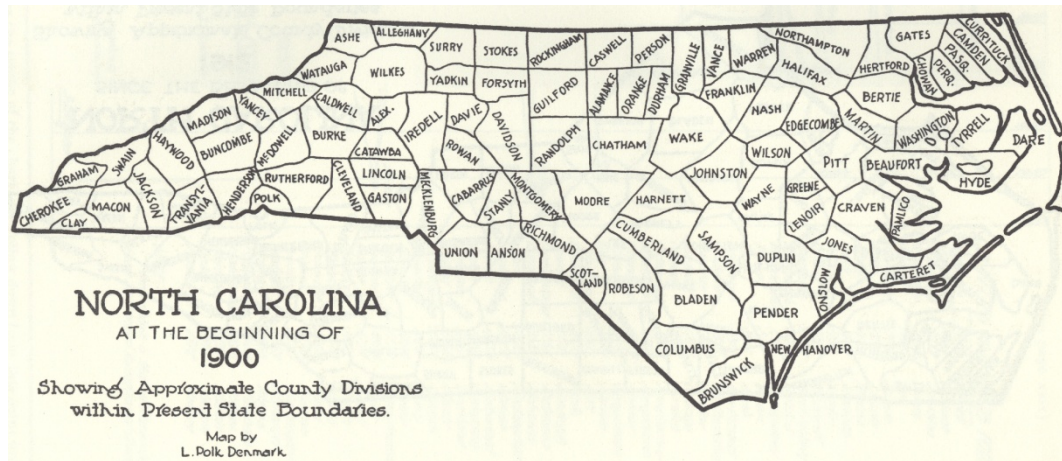 ASHE
ALLEGHANY
SURRY
STOKES
ROCKINGHAM
CASWELL
PERSON
GRANVILLE
VANCE
WARREN
NORTHAMPTON
GATES
CURRITUCK
CAMDEN
PASQ.
PERQ.
CHOWAN
HERTFORD
HALIFAX
WATAUGA
WILKES
YADKIN
FORSYTH
GUILFORD
ALAMANCE
ORANGE
DURHAM
FRANKLIN
NASH
BERTIE
MITCHELL
YANCEY
MADISON
CALDWELL
ALEX.
IREDELL
DAVIE
DAVIDSON
RANDOLPH
CHATHAM
WAKE
EDGECOMBE
MARTIN
WASHINGTON
TYRRELL
DARE
HAYWOOD
BUNCOMBE
MCDOWELL
BURKE
CATAWBA
ROWAN
WILSON
PITT
BEAUFORT
HYDE
GRAHAM
SWAIN
JACKSON
TRANSYL-
VANIA
HENDERSON
RUTHERFORD
POLK
CLEVELAND
LINCOLN
GASTON
MECKLENBURG
CABARRUS
STANLY
MONTGOMERY
MOORE
HARNETT
JOHNSTON
WAYNE
GREENE
LENOIR
CRAVEN
PAMLICO
CHEROKEE
CLAY
MACON
UNION
ANSON
RICHMOND
SCOT-
LAND
CUMBERLAND
SAMPSON
DUPLIN
JONES
CARTERET
ONSLOW
ROBESON
BLADEN
PENDER
COLUMBUS
BRUNSWICK
NEW HANOVER
NORTH CAROLINA
AT THE BEGINNING OF
1900
Showing Approximate County Divisions
within Present State Boundaries.
Map by
L. Polk Denmark